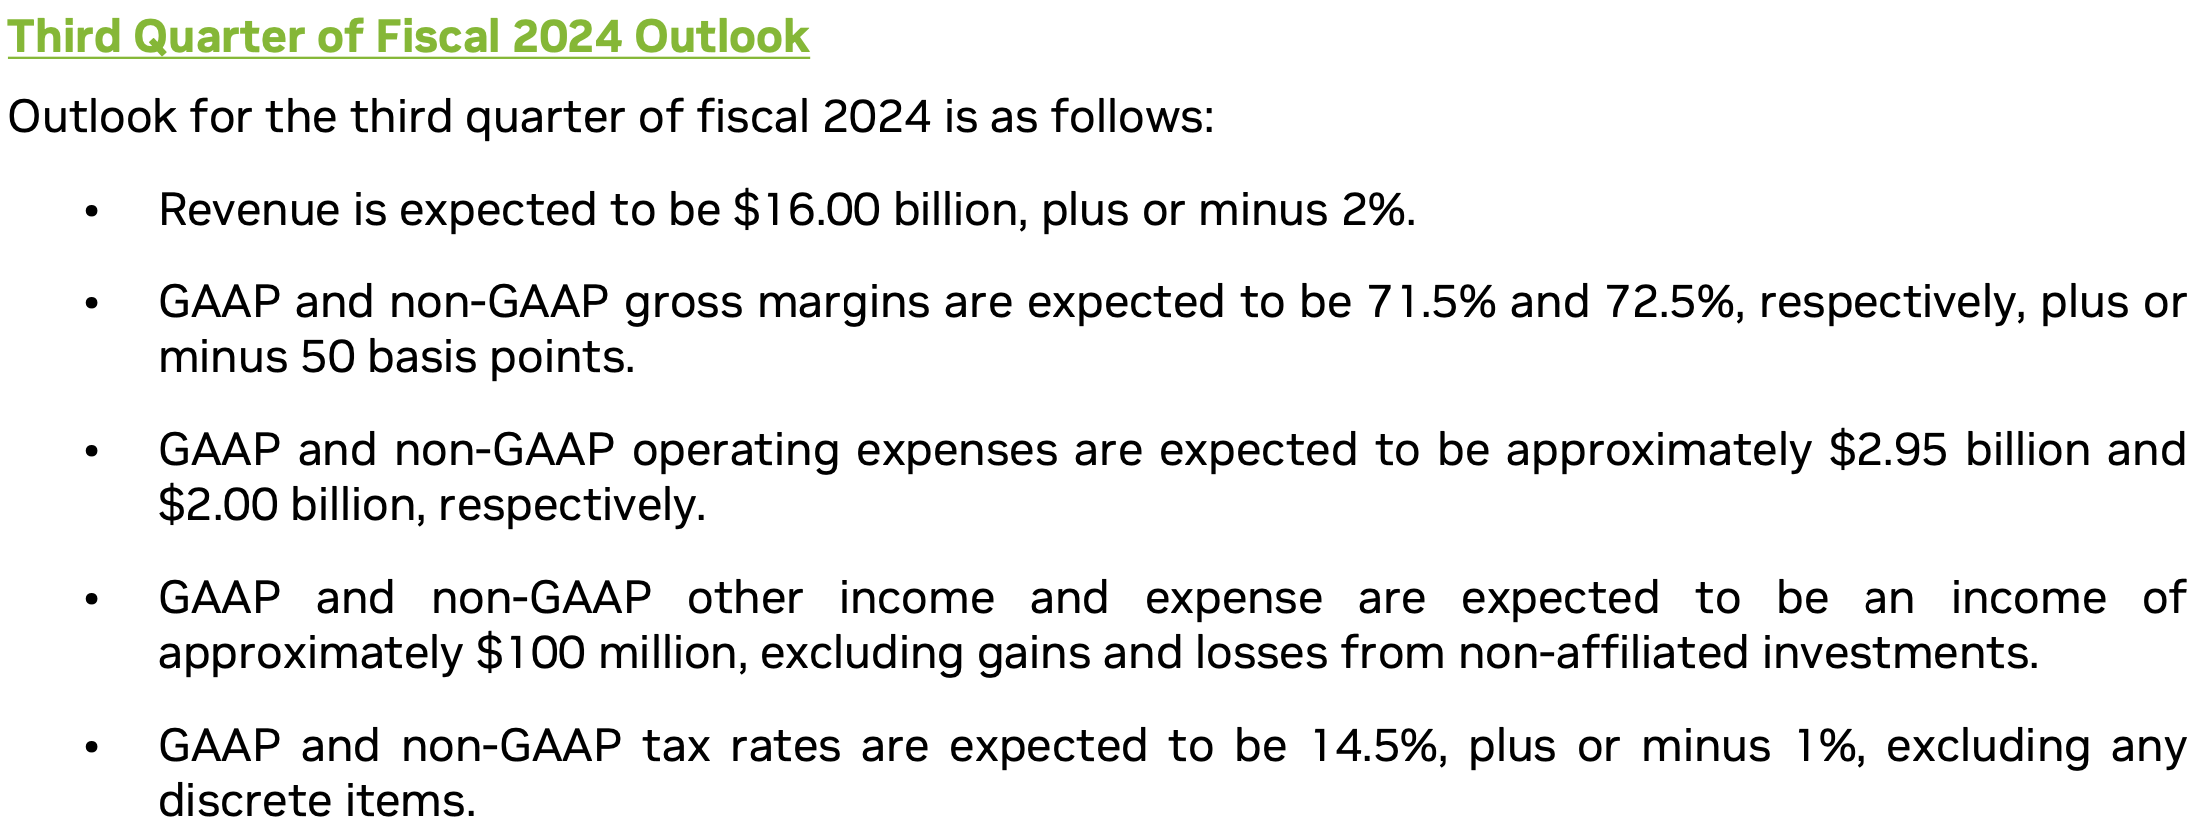 Third Quarter of Fiscal 2024 Outlook
Outlook for the third quarter of fiscal 2024 is as follows:
• Revenue is expected to be $16.00 billion, plus or minus 2%.
• GAAP and non-GAAP gross margins are expected to be 71.5% and 72.5%, respectively, plus or
minus 50 basis points.
• GAAP and non-GAAP operating expenses are expected to be approximately $2.95 billion and
$2.00 billion, respectively.
• GAAP and non-GAAP other income and expense are expected to be an income of
approximately $100 million, excluding gains and losses from non-affiliated investments.
• GAAP and non-GAAP tax rates are expected to be 14.5%, plus or minus 1%, excluding any
discrete items.